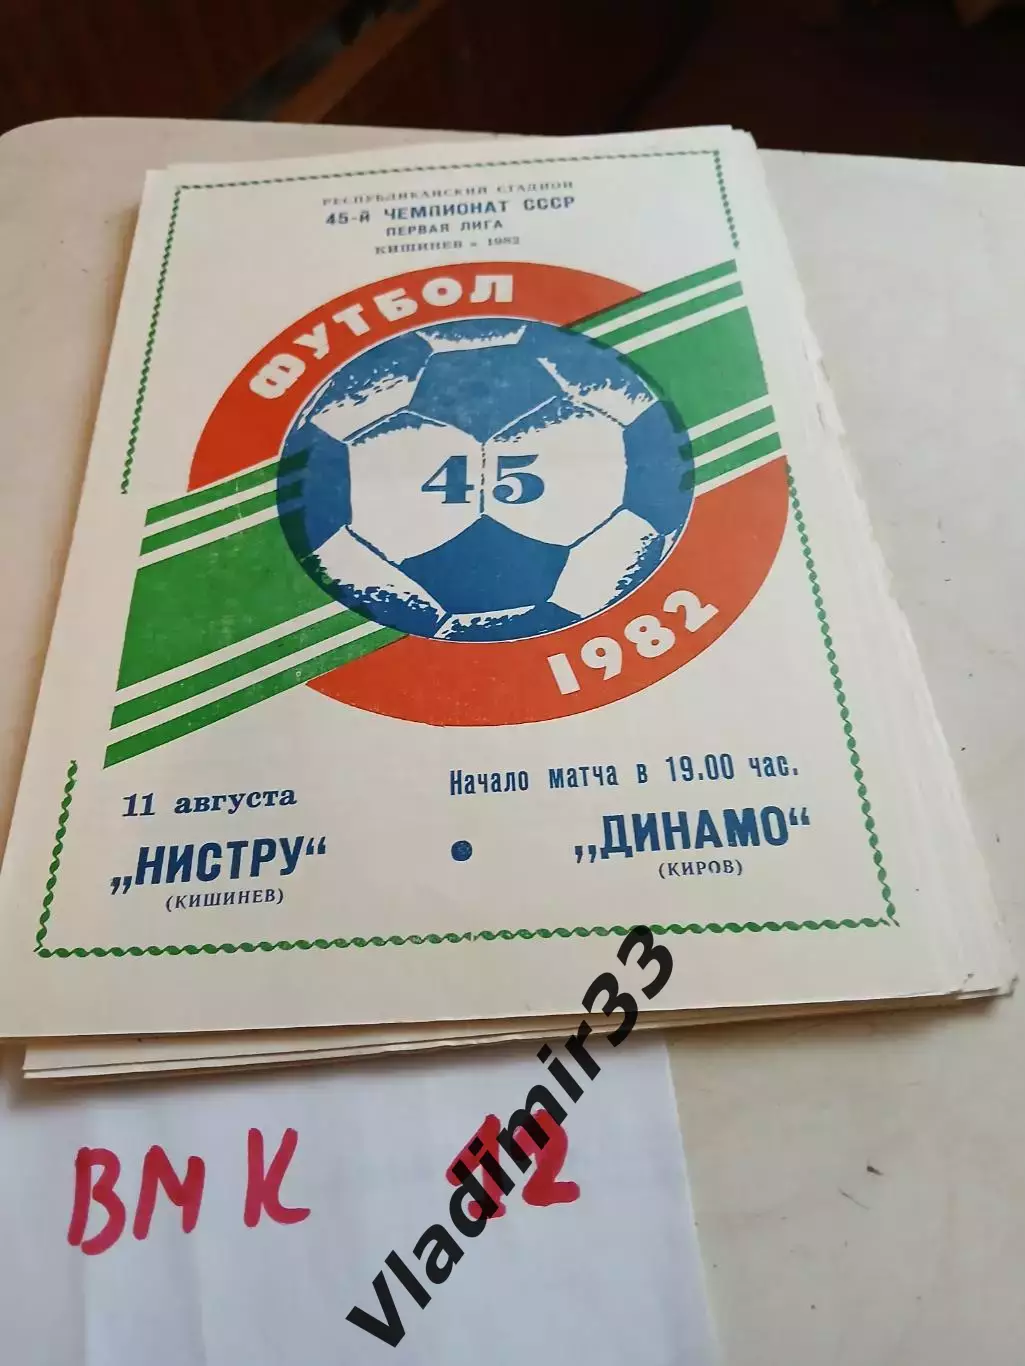 РЕСПУБЛИКАНСКИЙ СТАДИОН
45-й ЧЕМПИОНАТ СССР
ПЕРВАЯ ЛИГА
КИШИНЕВ - 1982
ФУТБОЛ
45
1982
11 августа
Начало матча в 19.00 час.
„НИСТРУ“ • „ДИНАМО“
(КИШИНЕВ)
(КИРОВ)
ВМК
Vladimir33